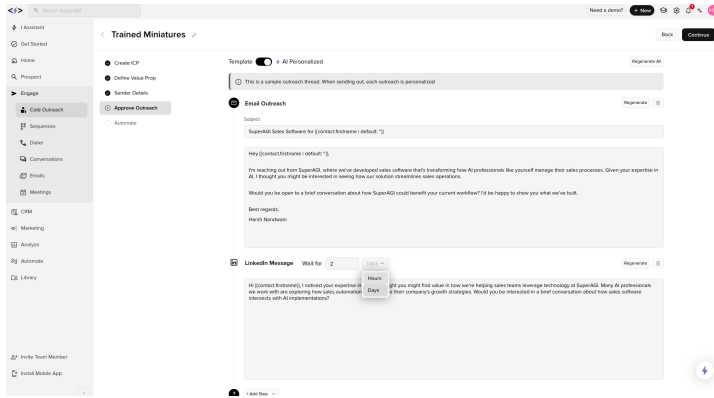 Search SuperAGI
Need a demo?
+ New
I Assistant
Get Started
Home
Prospect
Engage
Cold Outreach
Sequences
Dialer
Conversations
Emails
Meetings
CRM
Marketing
Analyze
Automate
Library
Invite Team Member
Install Mobile App
Trained Miniatures
Back
Continue
Create ICP
Define Value Prop
Sender Details
Approve Outreach
Automate
Template
AI Personalized
Regenerate All
This is a sample outreach thread. When sending out, each outreach is personalized
Email Outreach
Regenerate
Subject
SuperAGI Sales Software for {{contact.firstname | default: ''}}
Hey {{contact.firstname | default: ''}},
I'm reaching out from SuperAGI, where we've developed sales software that's transforming how AI professionals like yourself manage their sales processes. Given your expertise in
AI, I thought you might be interested in seeing how our solution streamlines sales operations.
Would you be open to a brief conversation about how SuperAGI could benefit your current workflow? I'd be happy to show you what we've built.
Best regards,
Harsh Nandwani
LinkedIn Message
Wait for
2
Days
Regenerate
Hours
Days
Hi {{contact.firstname}}, I noticed your expertise in ght you might find value in how we're helping sales teams leverage technology at SuperAGI. Many AI professionals
we work with are exploring how sales automation their company's growth strategies. Would you be interested in a brief conversation about how sales software
intersects with AI implementations?
+ Add Step